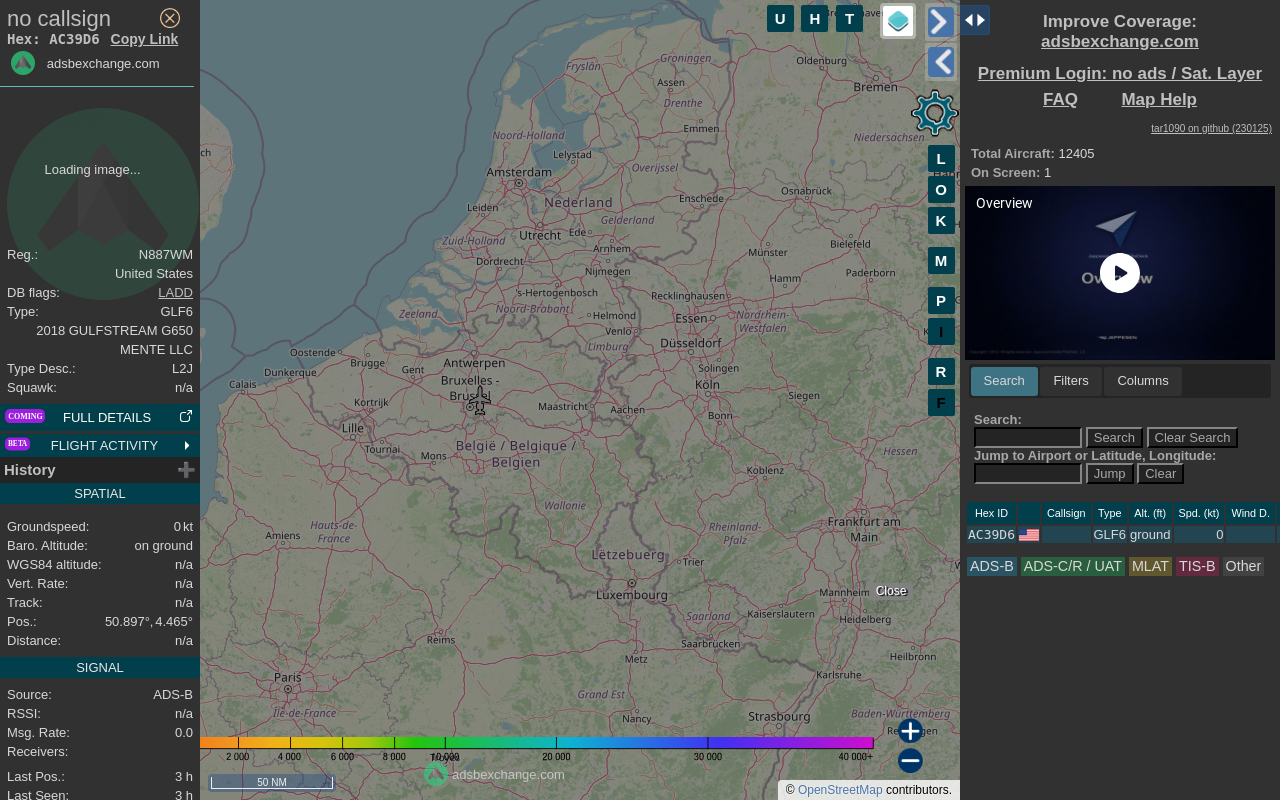 no callsign
Hex: AC39D6 Copy Link
adsbexchange.com
Loading image...
Reg.: N887WM
United States
DB flags: LADD
Type: GLF6
2018 GULFSTREAM G650
MENTE LLC
Type Desc.: L2J
Squawk: n/a
COMING FULL DETAILS
BETA FLIGHT ACTIVITY
History
SPATIAL
Groundspeed: 0 kt
Baro. Altitude: on ground
WGS84 altitude: n/a
Vert. Rate: n/a
Track: n/a
Pos.: 50.897°, 4.465°
Distance: n/a
SIGNAL
Source: ADS-B
RSSI: n/a
Msg. Rate: 0.0
Receivers:
Last Pos.: 3 h
Last Seen: 3 h
U H T
L
O
K
M
P
I
R
F
Groningen
Fryslân
Assen
Drenthe
Oldenburg
Bremen
Emmen
Noord-Holland
Niedersachsen
Lelystad
Overijssel
Amsterdam
Osnabrück
Nederland
Enschede
Leiden
Gelderland
Utrecht
Ede
Zuid-Holland
Arnhem
Münster
Bielefeld
Dordrecht
Nijmegen
Hamm
Paderborn
's-Hertogenbosch
Recklinghausen
Noord-Brabant
Zeeland
Helmond
Essen
Nordrhein-
Westfalen
Venlo
Limburg
Düsseldorf
Oostende
Brugge
Antwerpen
Gent
Solingen
Dunkerque
Calais
Bruxelles -
Brussel
Köln
Kortrijk
Maastricht
Aachen
Siegen
Bonn
Lille
Tournai
Mons
België / Belgique /
Belgien
Hessen
Koblenz
Wallonie
Amiens
Hauts-de-
France
Rheinland-
Pfalz
Frankfurt am
Main
Lëtzebuerg
Trier
Luxembourg
Mannheim
Close
Saarland
Kaiserslautern
Heidelberg
Reims
Saarbrücken
Metz
Heilbronn
Karlsruhe
Paris
Grand Est
Île-de-France
Nancy
Strasbourg
Baden-Württemberg
Troyes
2 000 4 000 6 000 8 000 10 000 20 000 30 000 40 000+
adsbexchange.com
50 NM
© OpenStreetMap contributors.
Improve Coverage:
adsbexchange.com
Premium Login: no ads / Sat. Layer
FAQ Map Help
tar1090 on github (230125)
Total Aircraft: 12405
On Screen: 1
Overview
Overview
JEPPESEN
Search Filters Columns
Search:
Search Clear Search
Jump to Airport or Latitude, Longitude:
Jump Clear
Hex ID Callsign Type Alt. (ft) Spd. (kt) Wind D.
AC39D6 GLF6 ground 0
ADS-B ADS-C/R / UAT MLAT TIS-B Other